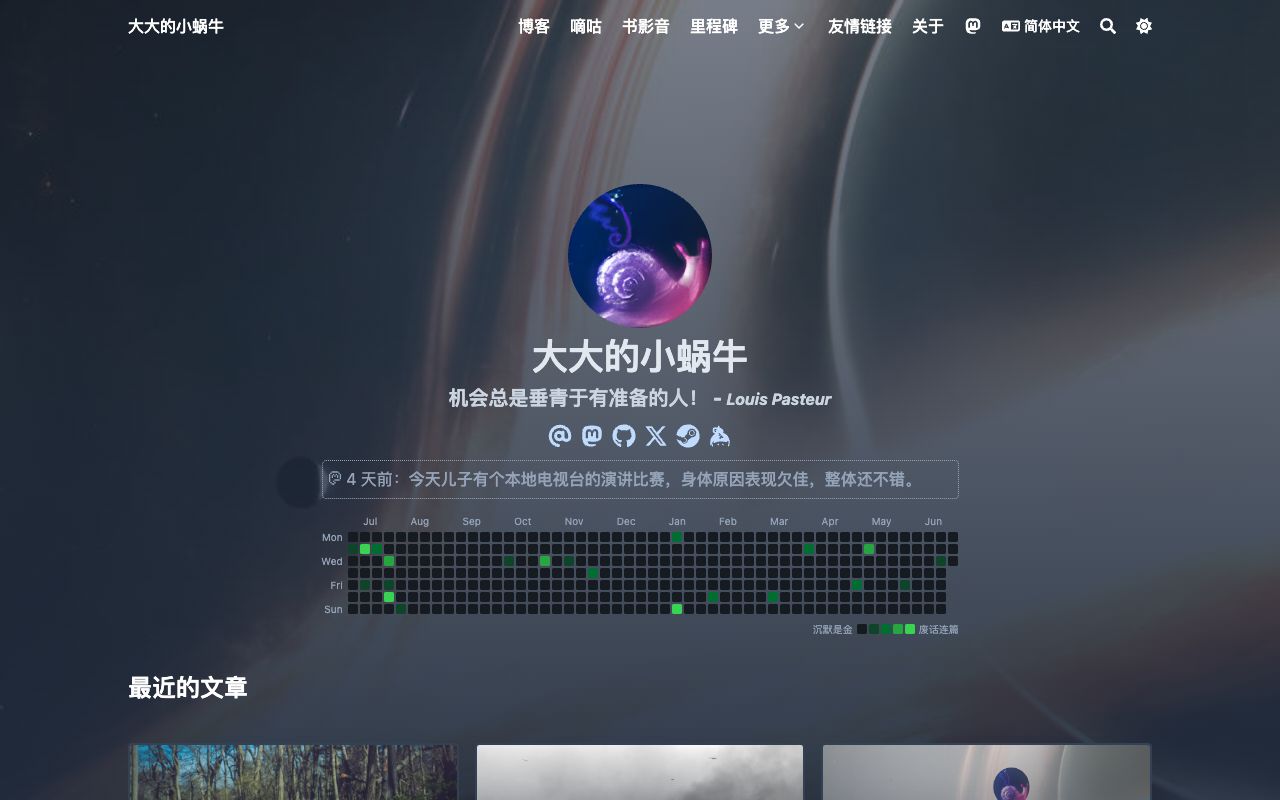 大大的小蜗牛
博客 嘀咕 书影音 里程碑 更多 友情链接 关于 简体中文
大大的小蜗牛
机会总是垂青于有准备的人！ - Louis Pasteur
4 天前：今天儿子有个本地电视台的演讲比赛，身体原因表现欠佳，整体还不错。
Jul Aug Sep Oct Nov Dec Jan Feb Mar Apr May Jun
Mon
Wed
Fri
Sun
沉默是金 废话连篇
最近的文章